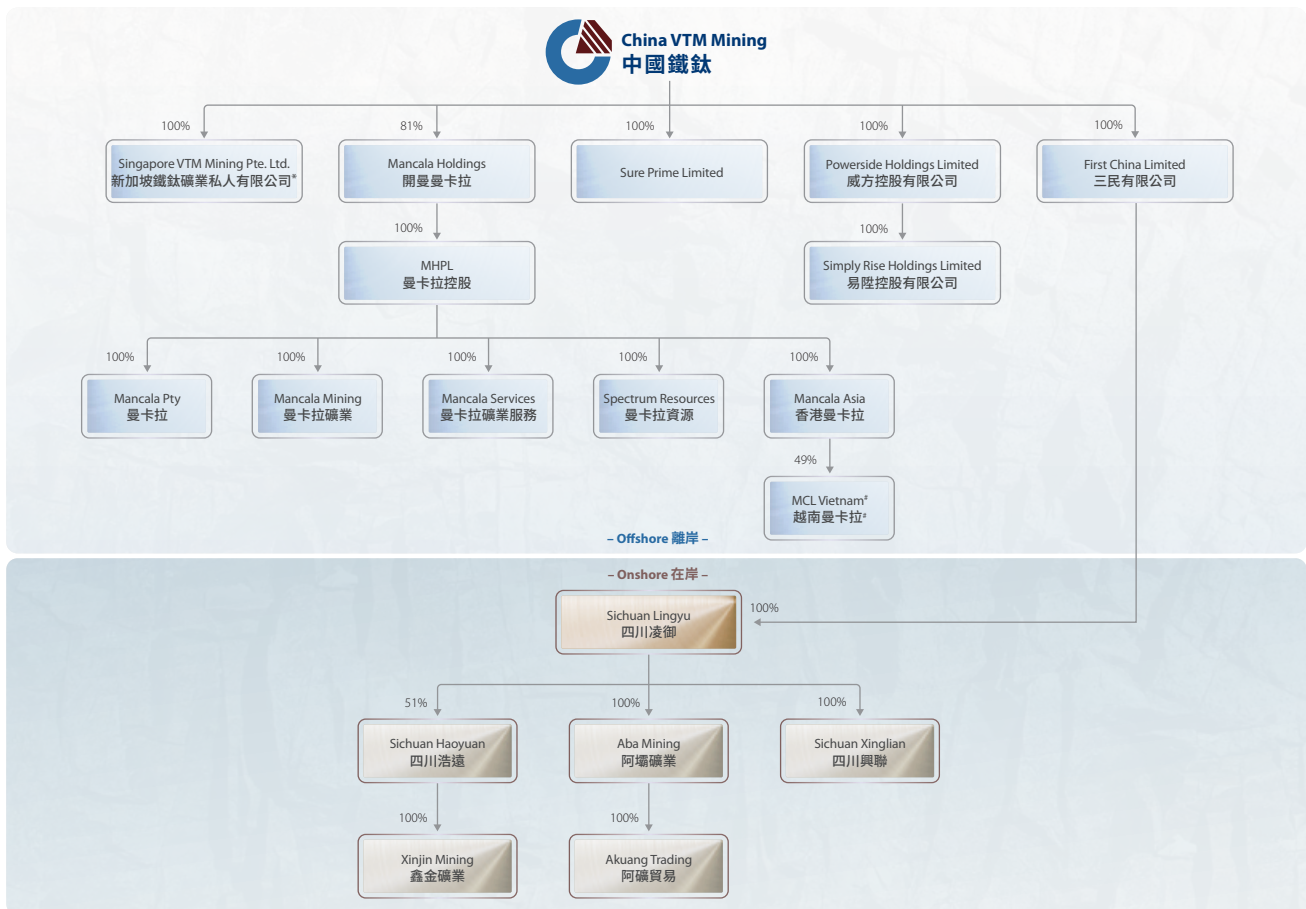 China VTM Mining
中國鐵鈦
100%
81%
100%
100%
100%
Singapore VTM Mining Pte. Ltd.
新加坡鐵鈦礦業私人有限公司*
Mancala Holdings
開曼曼卡拉
Sure Prime Limited
Powerside Holdings Limited
威方控股有限公司
First China Limited
三民有限公司
100%
100%
MHPL
曼卡拉控股
Simply Rise Holdings Limited
易陞控股有限公司
100%
100%
100%
100%
100%
Mancala Pty
曼卡拉
Mancala Mining
曼卡拉礦業
Mancala Services
曼卡拉礦業服務
Spectrum Resources
曼卡拉資源
Mancala Asia
香港曼卡拉
49%
MCL Vietnam#
越南曼卡拉#
– Offshore 離岸 –
– Onshore 在岸 –
100%
Sichuan Lingyu
四川凌御
51%
100%
100%
Sichuan Haoyuan
四川浩遠
Aba Mining
阿壩礦業
Sichuan Xinglian
四川興聯
100%
100%
Xinjin Mining
鑫金礦業
Akuang Trading
阿礦貿易